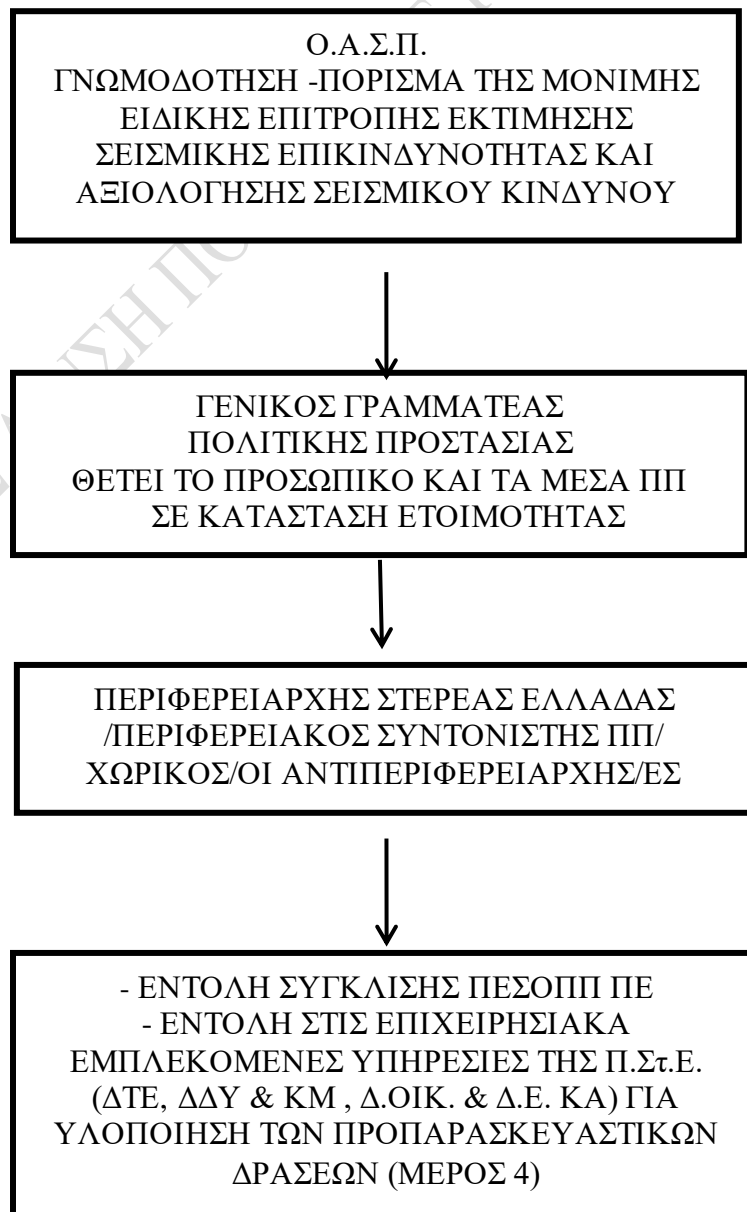 Ο.Α.Σ.Π.
ΓΝΩΜΟΔΟΤΗΣΗ -ΠΟΡΙΣΜΑ ΤΗΣ ΜΟΝΙΜΗΣ
ΕΙΔΙΚΗΣ ΕΠΙΤΡΟΠΗΣ ΕΚΤΙΜΗΣΗΣ
ΣΕΙΣΜΙΚΗΣ ΕΠΙΚΙΝΔΥΝΟΤΗΤΑΣ ΚΑΙ
ΑΞΙΟΛΟΓΗΣΗΣ ΣΕΙΣΜΙΚΟΥ ΚΙΝΔΥΝΟΥ
ΓΕΝΙΚΟΣ ΓΡΑΜΜΑΤΕΑΣ
ΠΟΛΙΤΙΚΗΣ ΠΡΟΣΤΑΣΙΑΣ
ΘΕΤΕΙ ΤΟ ΠΡΟΣΩΠΙΚΟ ΚΑΙ ΤΑ ΜΕΣΑ ΠΠ
ΣΕ ΚΑΤΑΣΤΑΣΗ ΕΤΟΙΜΟΤΗΤΑΣ
ΠΕΡΙΦΕΡΕΙΑΡΧΗΣ ΣΤΕΡΕΑΣ ΕΛΛΑΔΑΣ
/ΠΕΡΙΦΕΡΕΙΑΚΟΣ ΣΥΝΤΟΝΙΣΤΗΣ ΠΠ/
ΧΩΡΙΚΟΣ/ΟΙ ΑΝΤΙΠΕΡΙΦΕΡΕΙΑΡΧΗΣ/ΕΣ
- ΕΝΤΟΛΗ ΣΥΓΚΛΙΣΗΣ ΠΕΣΟΠΠ ΠΕ
- ΕΝΤΟΛΗ ΣΤΙΣ ΕΠΙΧΕΙΡΗΣΙΑΚΑ
ΕΜΠΛΕΚΟΜΕΝΕΣ ΥΠΗΡΕΣΙΕΣ ΤΗΣ Π.Στ.Ε.
(ΔΤΕ, ΔΔΥ & ΚΜ , Δ.ΟΙΚ. & Δ.Ε. ΚΑ) ΓΙΑ
ΥΛΟΠΟΙΗΣΗ ΤΩΝ ΠΡΟΠΑΡΑΣΚΕΥΑΣΤΙΚΩΝ
ΔΡΑΣΕΩΝ (ΜΕΡΟΣ 4)